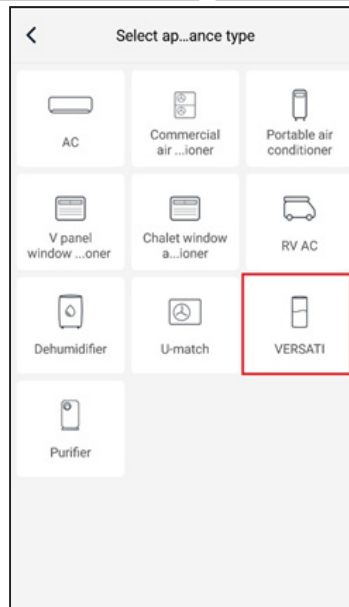 Select ap...ance type
AC
Commercial
air ...ioner
Portable air
conditioner
V panel
window ...oner
Chalet window
a...ioner
RV AC
Dehumidifier
U-match
VERSATI
Purifier